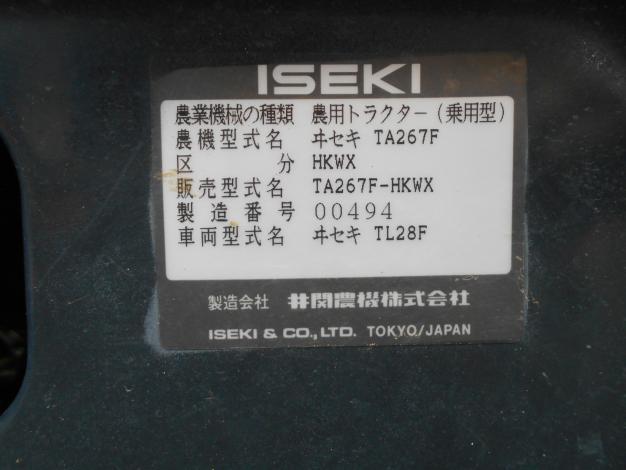 ISEKI
農業機械の種類 農用トラクター(乗用型)
農機型式名 ヰセキ TA267F
区分 HKWX
販売型式名 TA267F-HKWX
製造番号 00494
車両型式名 ヰセキ TL28F
製造会社 井関農機株式会社
ISEKI & CO., LTD. TOKYO/JAPAN